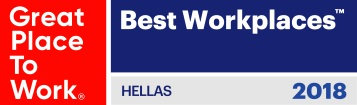 Great
Place
To
Work®
Best Workplaces™
HELLAS
2018